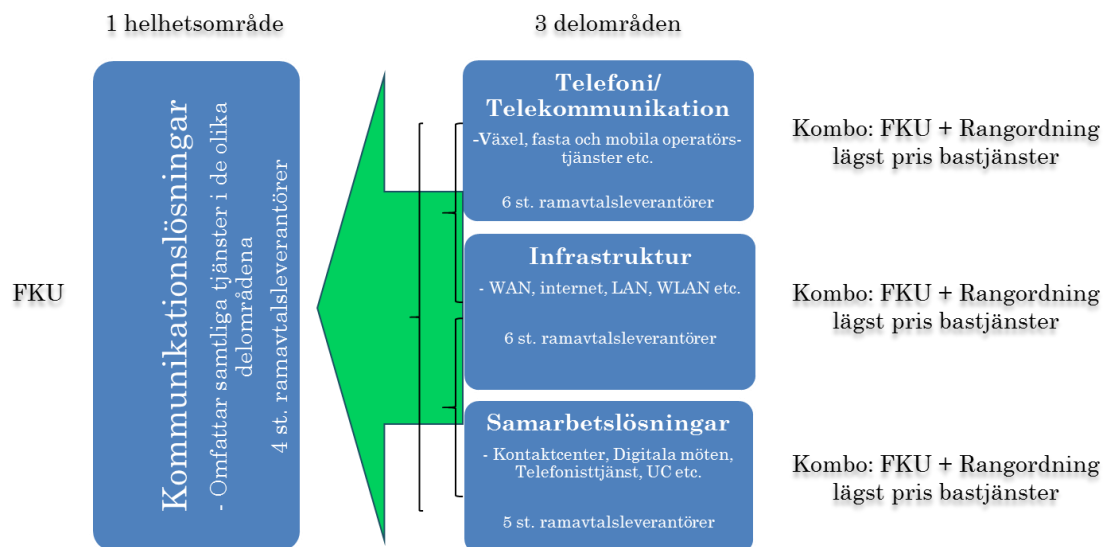 1 helhetsområde
3 delområden
FKU
Kommunikationslösningar
- Omfattar samtliga tjänster i de olika
delområdena
4 st. ramavtalsleverantörer
Telefoni/
Telekommunikation
-Växel, fasta och mobila operatörs-
tjänster etc.
6 st. ramavtalsleverantörer
Kombo: FKU + Rangordning
lägst pris bastjänster
Infrastruktur
- WAN, internet, LAN, WLAN etc.
6 st. ramavtalsleverantörer
Kombo: FKU + Rangordning
lägst pris bastjänster
Samarbetslösningar
- Kontaktcenter, Digitala möten,
Telefonisttjänst, UC etc.
5 st. ramavtalsleverantörer
Kombo: FKU + Rangordning
lägst pris bastjänster